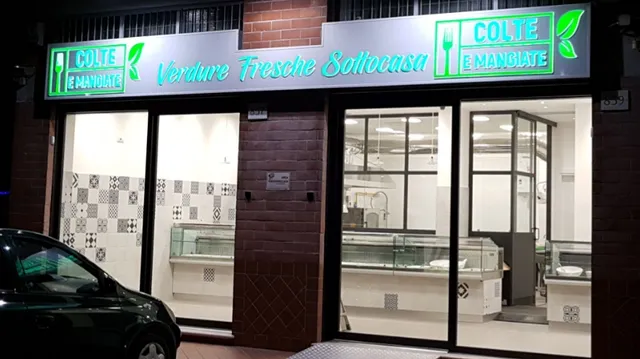 COLTE
E MANGIATE
Verdure Fresche Sottocasa
COLTE
E MANGIATE